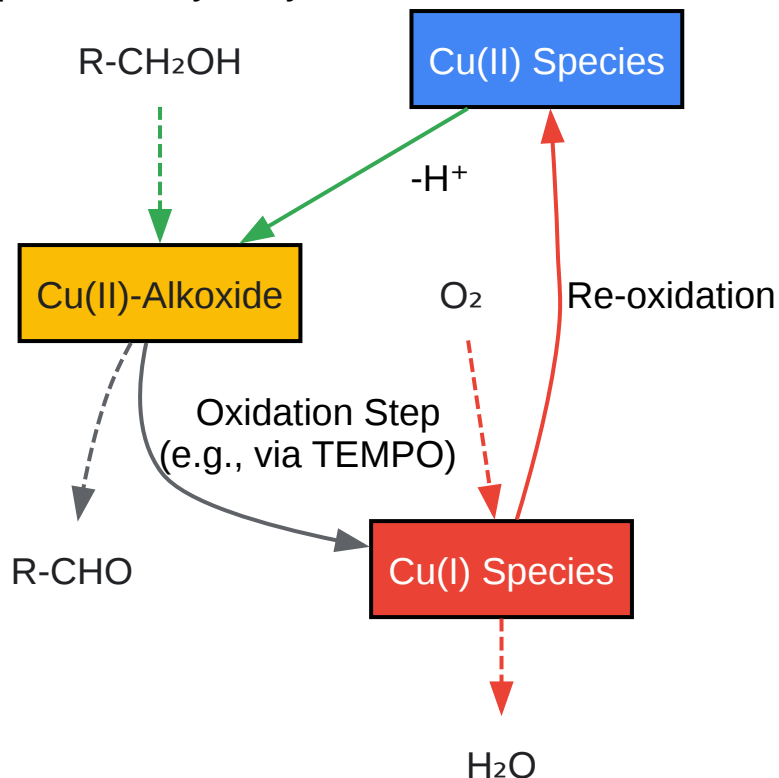 R-CH₂OH
Cu(II) Species
-H⁺
Cu(II)-Alkoxide
O₂
Re-oxidation
Oxidation Step
(e.g., via TEMPO)
R-CHO
Cu(I) Species
H₂O